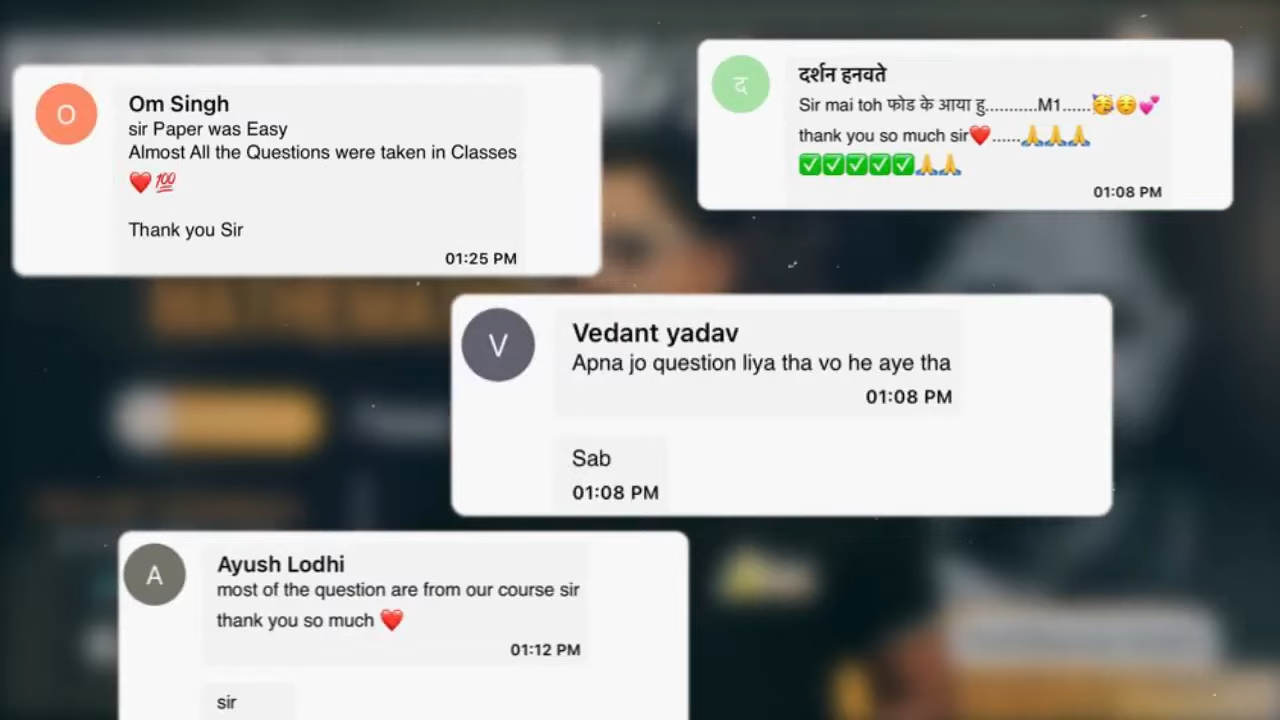 O
Om Singh
sir Paper was Easy
Almost All the Questions were taken in Classes
❤️💯
Thank you Sir
01:25 PM
द
दर्शन हनवते
Sir mai toh फोड के आया हु...........M1......🥳☺️💕
thank you so much sir❤️......🙏🙏🙏
✅✅✅✅✅🙏🙏
01:08 PM
V
Vedant yadav
Apna jo question liya tha vo he aye tha
01:08 PM
Sab
01:08 PM
A
Ayush Lodhi
most of the question are from our course sir
thank you so much ❤️
01:12 PM
sir